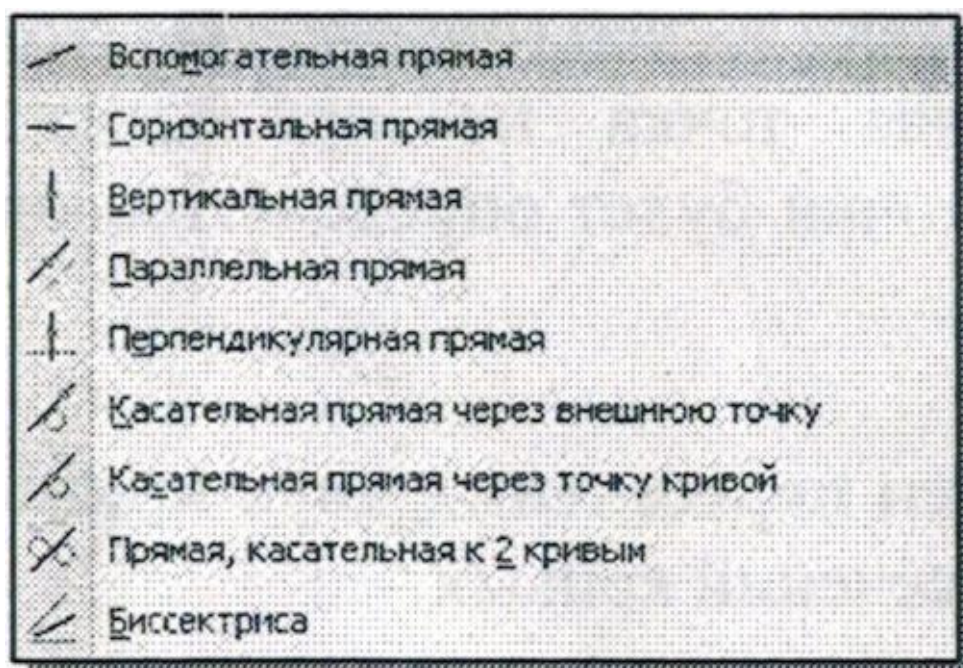 Вспомогательная прямая
Горизонтальная прямая
Вертикальная прямая
Параллельная прямая
Перпендикулярная прямая
Касательная прямая через внешнюю точку
Касательная прямая через точку кривой
Прямая, касательная к 2 кривым
Биссектриса